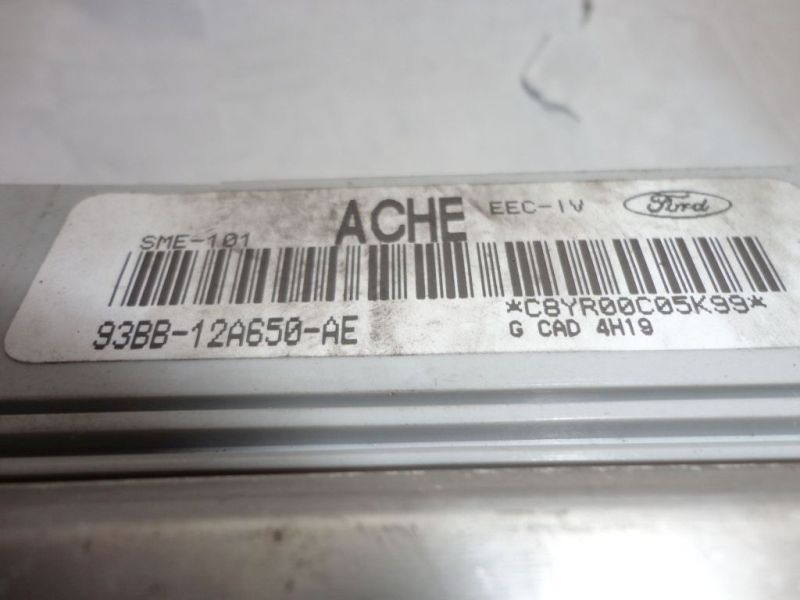 SME-101 ACHE EEC-IV Ford
*C8YR00C05K99*
93BB-12A650-AE G CAD 4H19